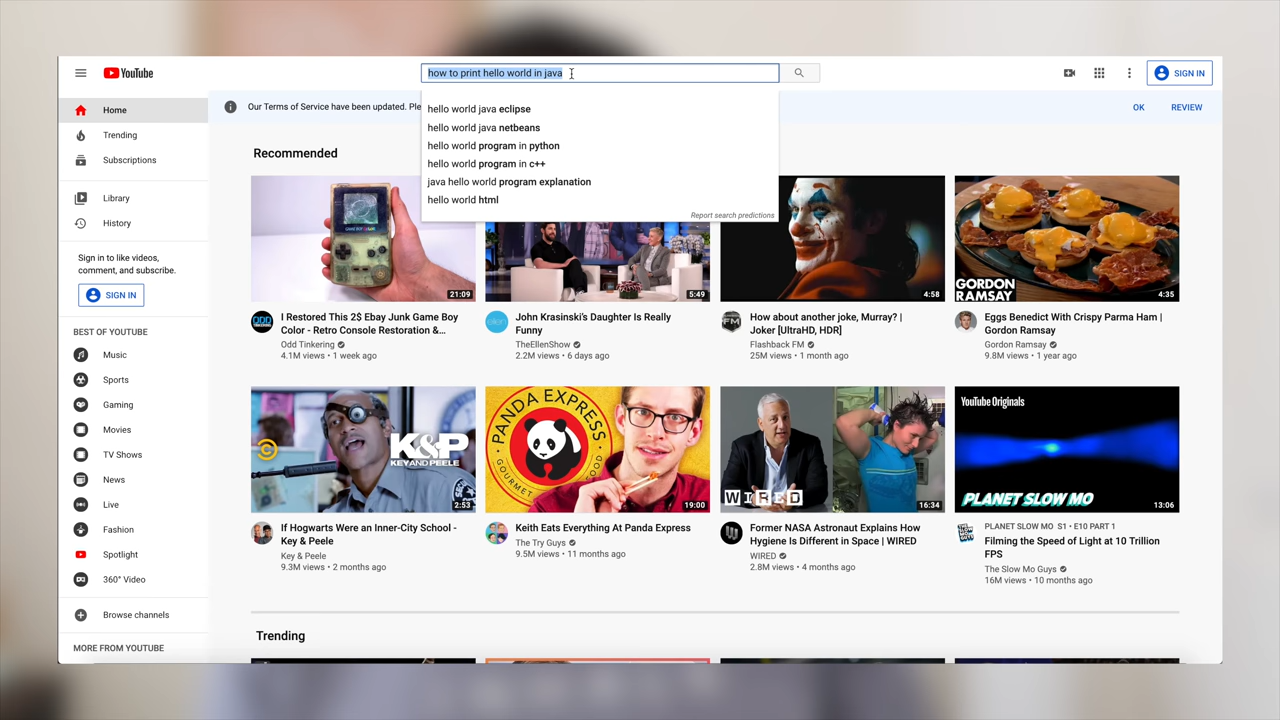 YouTube
how to print hello world in java
SIGN IN
Home
Trending
Subscriptions
Library
History
Sign in to like videos,
comment, and subscribe.
SIGN IN
BEST OF YOUTUBE
Music
Sports
Gaming
Movies
TV Shows
News
Live
Fashion
Spotlight
360° Video
Browse channels
MORE FROM YOUTUBE
Our Terms of Service have been updated. Ple
OK
REVIEW
hello world java eclipse
hello world java netbeans
hello world program in python
hello world program in c++
java hello world program explanation
hello world html
Report search predictions
Recommended
21:09
I Restored This 2$ Ebay Junk Game Boy
Color - Retro Console Restoration &...
Odd Tinkering
4.1M views • 1 week ago
5:49
John Krasinski's Daughter Is Really
Funny
TheEllenShow
2.2M views • 6 days ago
4:58
FM
How about another joke, Murray? |
Joker [UltraHD, HDR]
Flashback FM
25M views • 1 month ago
GORDON
RAMSAY
4:35
Eggs Benedict With Crispy Parma Ham |
Gordon Ramsay
Gordon Ramsay
9.8M views • 1 year ago
K&P
KEY AND PEELE
2:53
If Hogwarts Were an Inner-City School -
Key & Peele
Key & Peele
9.3M views • 2 months ago
PANDA EXPRESS
GOURMET FOOD
19:00
Keith Eats Everything At Panda Express
The Try Guys
9.5M views • 11 months ago
WIRED
16:34
Former NASA Astronaut Explains How
Hygiene Is Different in Space | WIRED
WIRED
2.8M views • 4 months ago
YouTube Originals
PLANET SLOW MO
13:06
PLANET SLOW MO S1 • E10 PART 1
Filming the Speed of Light at 10 Trillion
FPS
The Slow Mo Guys
16M views • 10 months ago
Trending